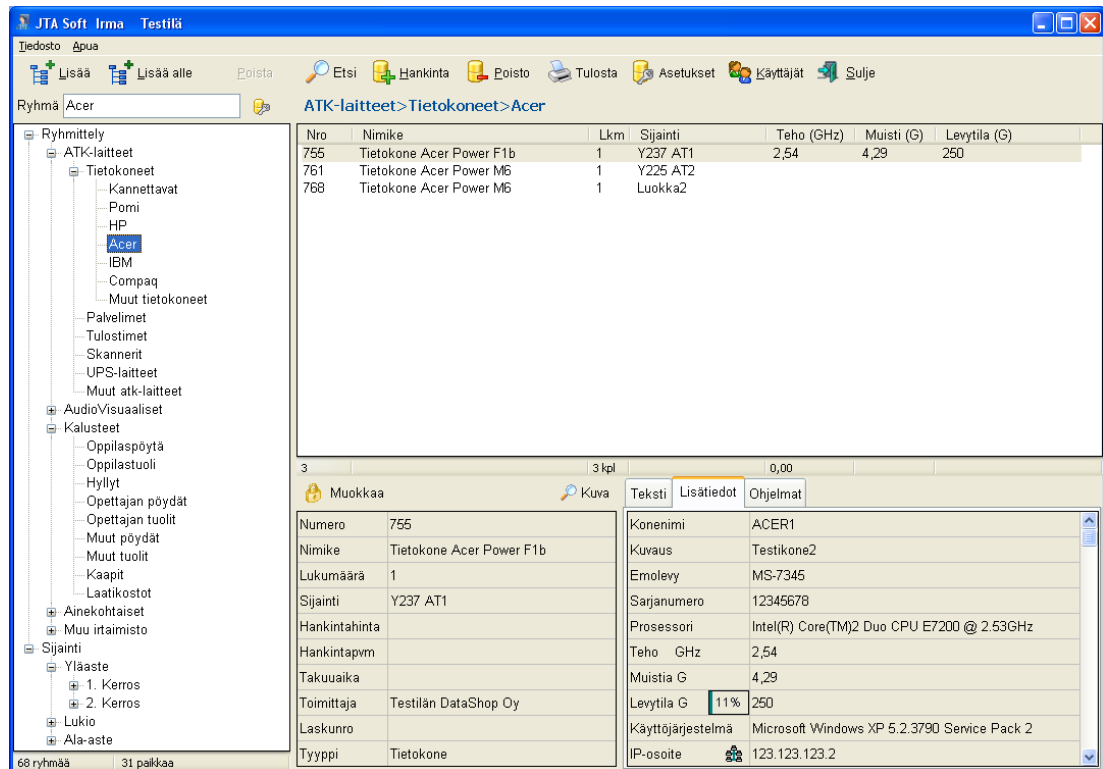 JTA Soft Irma Testilä
Tiedosto Apua
Lisää Lisää alle Poista Etsi Hankinta Poisto Tulosta Asetukset Käyttäjät Sulje
Ryhmä Acer
ATK-laitteet>Tietokoneet>Acer
Ryhmittely
ATK-laitteet
Tietokoneet
Kannettavat
Pomi
HP
Acer
IBM
Compaq
Muut tietokoneet
Palvelimet
Tulostimet
Skannerit
UPS-laitteet
Muut atk-laitteet
AudioVisuaaliset
Kalusteet
Oppilaspöytä
Oppilastuoli
Hyllyt
Opettajan pöydät
Opettajan tuolit
Muut pöydät
Muut tuolit
Kaapit
Laatikostot
Ainekohtaiset
Muu irtaimisto
Sijainti
Yläaste
1. Kerros
2. Kerros
Lukio
Ala-aste
68 ryhmää 31 paikkaa
Nro Nimike Lkm Sijainti Teho (GHz) Muisti (G) Levytila (G)
755 Tietokone Acer Power F1b 1 Y237 AT1 2,54 4,29 250
761 Tietokone Acer Power M6 1 Y225 AT2
768 Tietokone Acer Power M6 1 Luokka2
3 3 kpl 0,00
Muokkaa Kuva
Numero 755
Nimike Tietokone Acer Power F1b
Lukumäärä 1
Sijainti Y237 AT1
Hankintahinta
Hankintapvm
Takuuaika
Toimittaja Testilän DataShop Oy
Laskunro
Tyyppi Tietokone
Teksti Lisätiedot Ohjelmat
Konenimi ACER1
Kuvaus Testikone2
Emolevy MS-7345
Sarjanumero 12345678
Prosessori Intel(R) Core(TM)2 Duo CPU E7200 @ 2.53GHz
Teho GHz 2,54
Muistia G 4,29
Levytila G 11% 250
Käyttöjärjestelmä Microsoft Windows XP 5.2.3790 Service Pack 2
IP-osoite 123.123.123.2